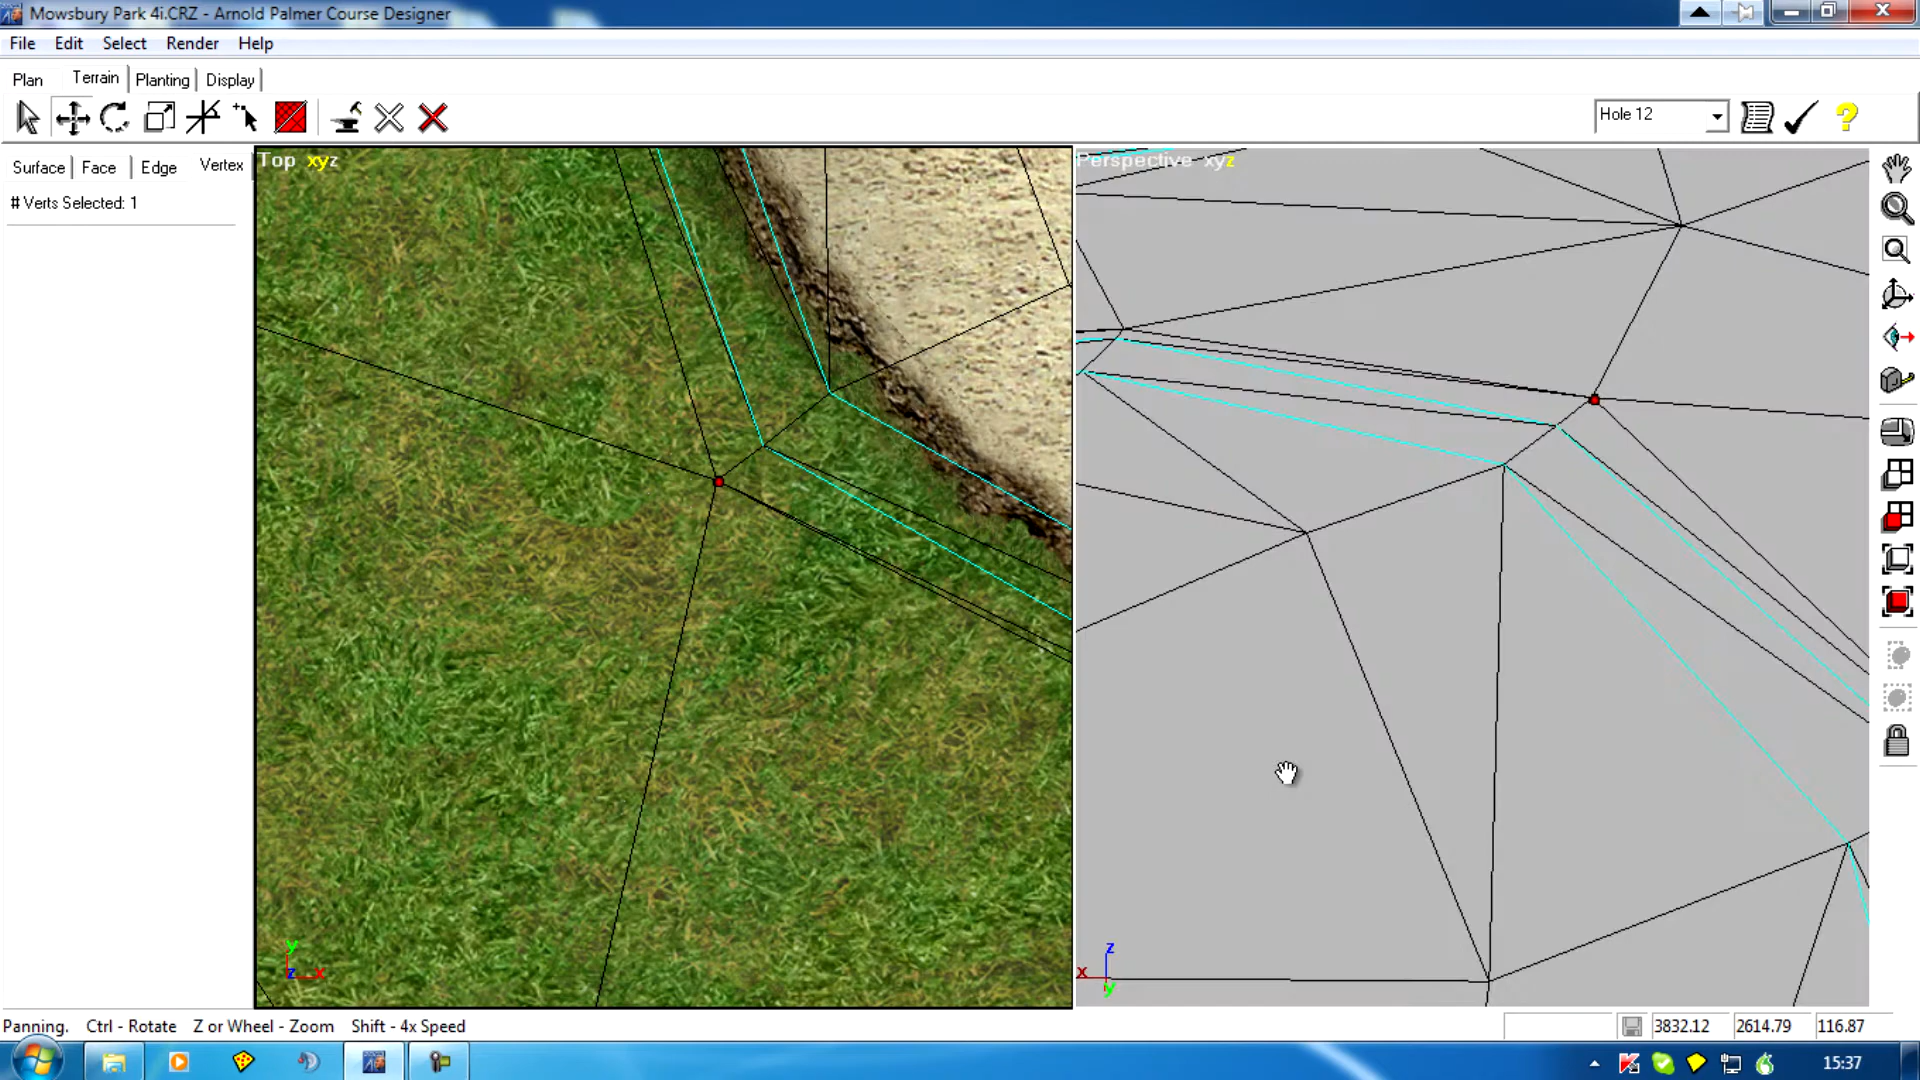 Mowsbury Park 4i.CRZ - Arnold Palmer Course Designer
File Edit Select Render Help
Plan Terrain Planting Display
Hole 12
Surface Face Edge Vertex
# Verts Selected: 1
Top xyz
Perspective xyz
y
z x
z
x
y
Panning. Ctrl - Rotate Z or Wheel - Zoom Shift - 4x Speed
3832.12 2614.79 116.87
15:37